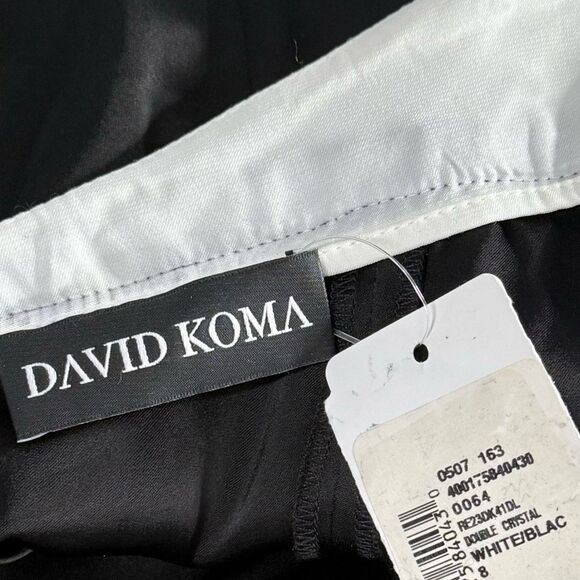 DAVID KOMA
0507 163
400175840430
0064
RE23DK41DL
DOUBLE CRYSTAL
WHITE/BLAC
8